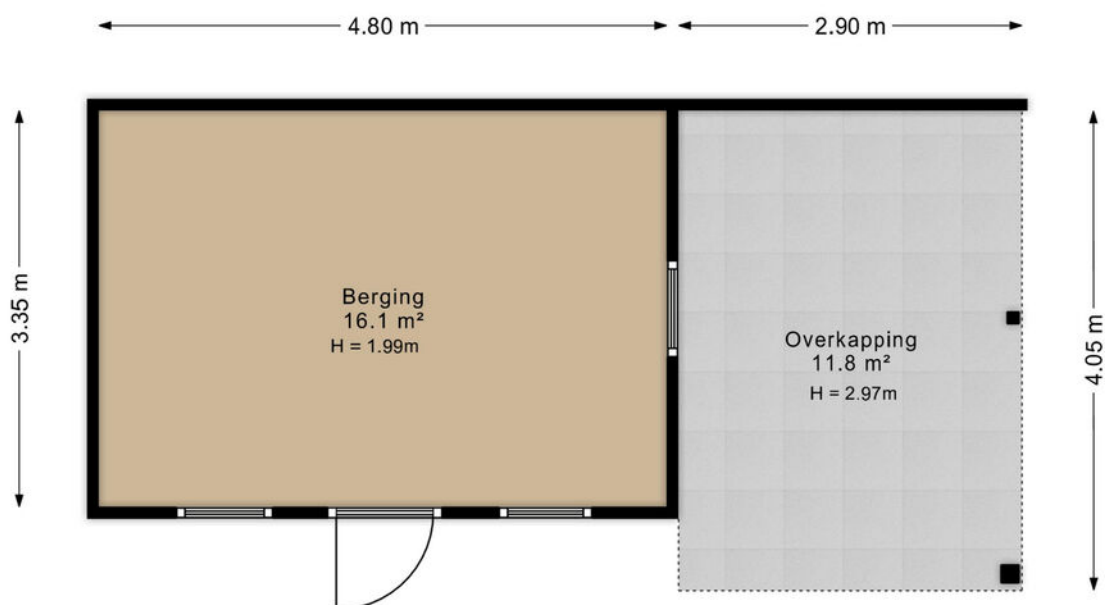 4.80 m
2.90 m
3.35 m
Berging
16.1 m²
H = 1.99m
Overkapping
11.8 m²
H = 2.97m
4.05 m